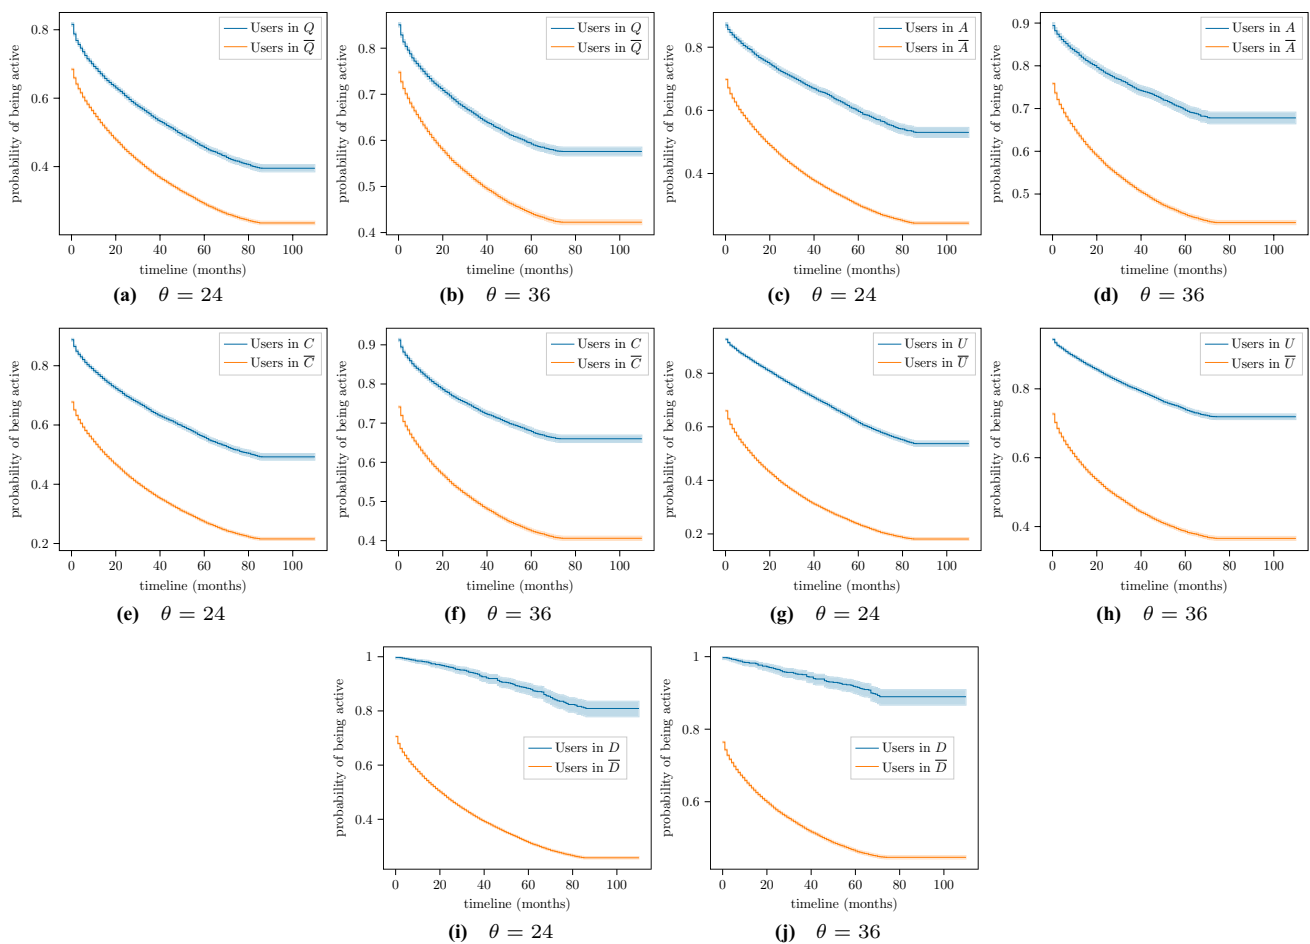 Users in Q
Users in Q̅
probability of being active
0.8
0.6
0.4
0 20 40 60 80 100
timeline (months)
(a) θ = 24
Users in Q
Users in Q̅
probability of being active
0.8
0.7
0.6
0.5
0.4
0 20 40 60 80 100
timeline (months)
(b) θ = 36
Users in A
Users in A̅
probability of being active
0.8
0.6
0.4
0 20 40 60 80 100
timeline (months)
(c) θ = 24
Users in A
Users in A̅
probability of being active
0.9
0.8
0.7
0.6
0.5
0 20 40 60 80 100
timeline (months)
(d) θ = 36
Users in C
Users in C̅
probability of being active
0.8
0.6
0.4
0.2
0 20 40 60 80 100
timeline (months)
(e) θ = 24
Users in C
Users in C̅
probability of being active
0.9
0.8
0.7
0.6
0.5
0.4
0 20 40 60 80 100
timeline (months)
(f) θ = 36
Users in U
Users in U̅
probability of being active
0.8
0.6
0.4
0.2
0 20 40 60 80 100
timeline (months)
(g) θ = 24
Users in U
Users in U̅
probability of being active
0.8
0.6
0.4
0 20 40 60 80 100
timeline (months)
(h) θ = 36
Users in D
Users in D̅
probability of being active
1
0.8
0.6
0.4
0 20 40 60 80 100
timeline (months)
(i) θ = 24
Users in D
Users in D̅
probability of being active
1
0.8
0.6
0 20 40 60 80 100
timeline (months)
(j) θ = 36